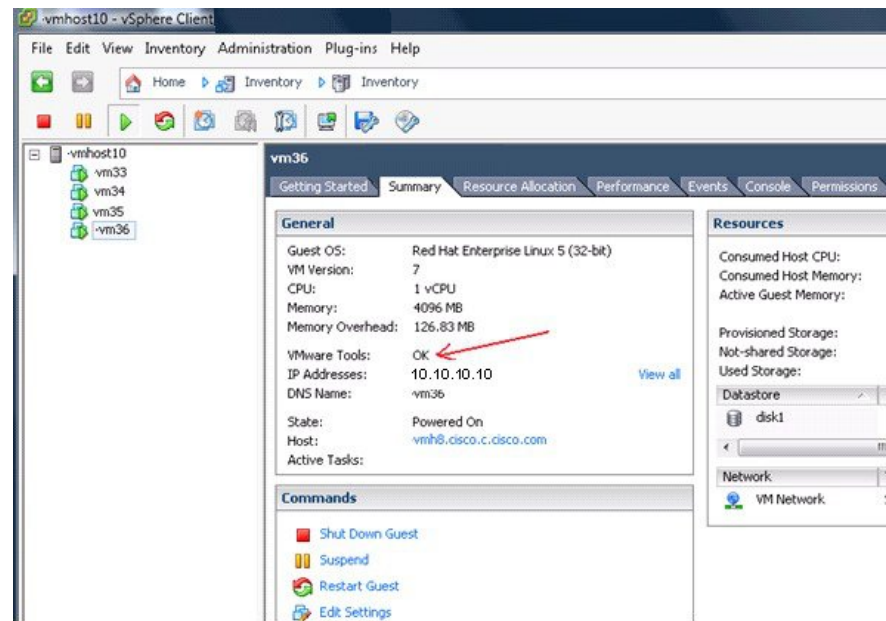 -vmhost10 - vSphere Client
File Edit View Inventory Administration Plug-ins Help
Home Inventory Inventory
-vmhost10
-vm33
-vm34
vm35
-vm36
vm36
Getting Started Summary Resource Allocation Performance Events Console Permissions
General
Guest OS: Red Hat Enterprise Linux 5 (32-bit)
VM Version: 7
CPU: 1 vCPU
Memory: 4096 MB
Memory Overhead: 126.83 MB
VMware Tools: OK
IP Addresses: 10.10.10.10 View all
DNS Name: -vm36
State: Powered On
Host: vmh8.cisco.c.cisco.com
Active Tasks:
Commands
Shut Down Guest
Suspend
Restart Guest
Edit Settings
Resources
Consumed Host CPU:
Consumed Host Memory:
Active Guest Memory:
Provisioned Storage:
Not-shared Storage:
Used Storage:
Datastore
disk1
Network
VM Network